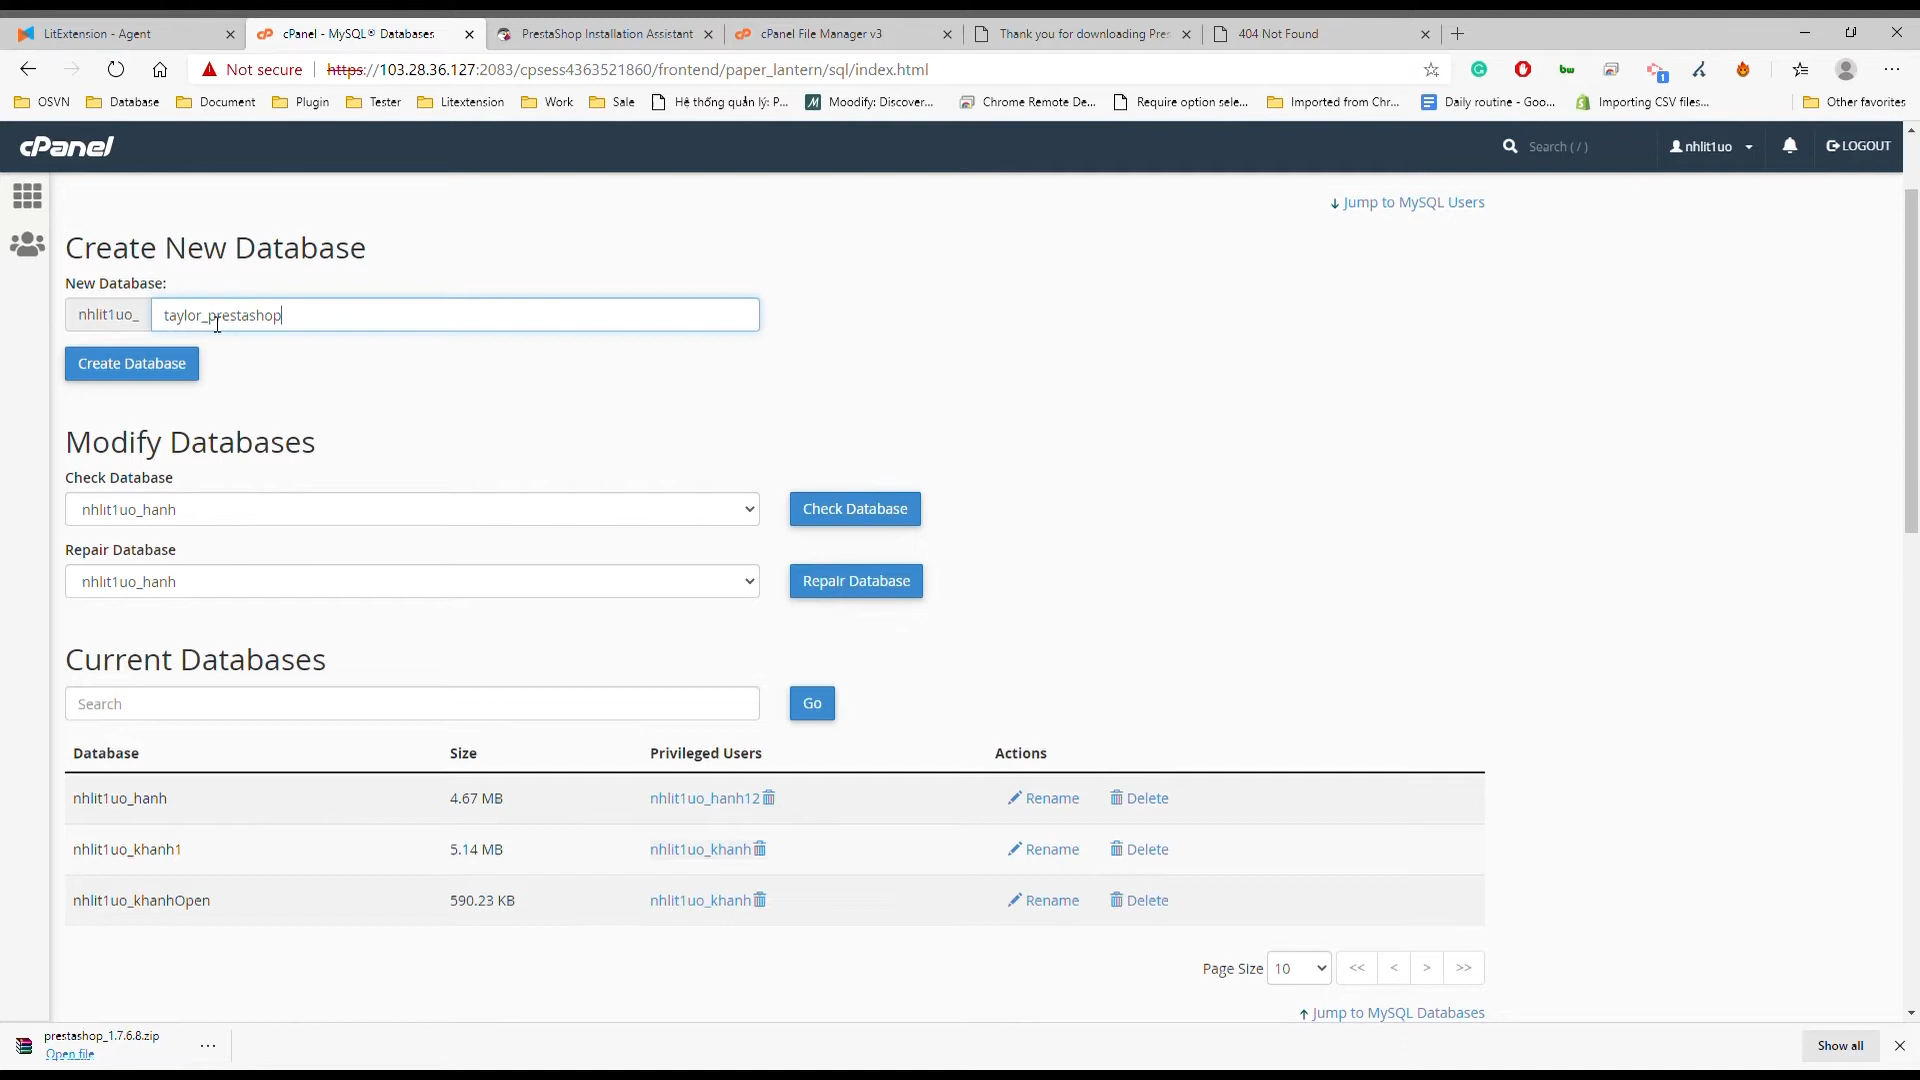 LitExtension - Agent
cPanel - MySQL® Databases
PrestaShop Installation Assistant
cPanel File Manager v3
Thank you for downloading Pres
404 Not Found
Not secure
https://103.28.36.127:2083/cpsess4363521860/frontend/paper_lantern/sql/index.html
bw
1
OSVN
Database
Document
Plugin
Tester
Litextension
Work
Sale
Hệ thống quản lý: P...
Moodify: Discover...
Chrome Remote De...
Require option sele...
Imported from Chr...
Daily routine - Goo...
Importing CSV files...
Other favorites
cPanel
Search ( / )
nhlit1uo
LOGOUT
Jump to MySQL Users
Create New Database
New Database:
nhlit1uo_
taylor_prestashop
Create Database
Modify Databases
Check Database
nhlit1uo_hanh
Check Database
Repair Database
nhlit1uo_hanh
Repair Database
Current Databases
Search
Go
Database Size Privileged Users Actions
nhlit1uo_hanh 4.67 MB nhlit1uo_hanh12 Rename Delete
nhlit1uo_khanh1 5.14 MB nhlit1uo_khanh Rename Delete
nhlit1uo_khanhOpen 590.23 KB nhlit1uo_khanh Rename Delete
Page Size 10 << < > >>
Jump to MySQL Databases
prestashop_1.7.6.8.zip
Open file
Show all